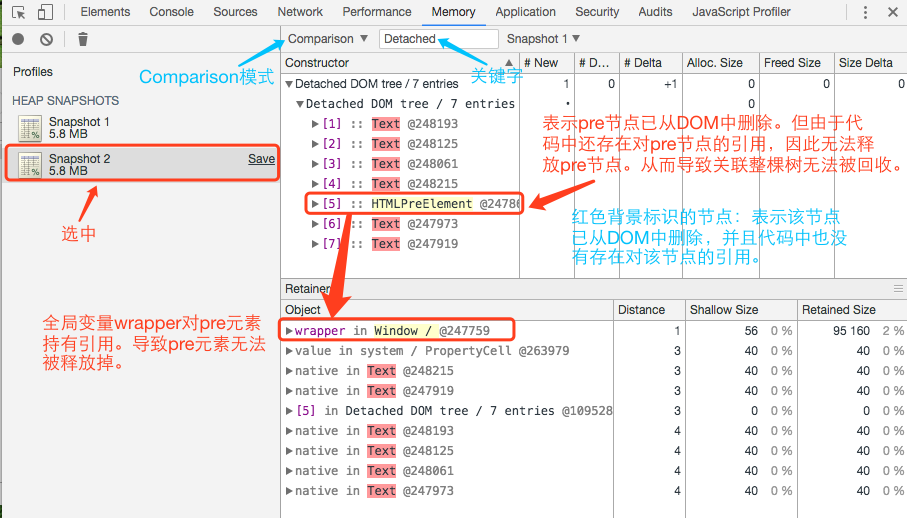 Elements Console Sources Network Performance Memory Application Security Audits JavaScript Profiler
Comparison Detached Snapshot 1
Comparison模式
关键字
Profiles
HEAP SNAPSHOTS
Snapshot 1
5.8 MB
Snapshot 2 Save
5.8 MB
选中
Constructor # New # D... # Delta Alloc. Size Freed Size Size Delta
Detached DOM tree / 7 entries 1 0 +1 0 0 0
Detached DOM tree / 7 entries • 0
[1] :: Text @248193
[2] :: Text @248125
[3] :: Text @248061
[4] :: Text @248215
[5] :: HTMLPreElement @2478
[6] :: Text @247973
[7] :: Text @247919
表示pre节点已从DOM中删除。但由于代
码中还存在对pre节点的引用，因此无法释
放pre节点。从而导致关联整棵树无法被回收。
红色背景标识的节点：表示该节点
已从DOM中删除，并且代码中也没
有存在对该节点的引用。
全局变量wrapper对pre元素
持有引用。导致pre元素无法
被释放掉。
Retainer
Object Distance Shallow Size Retained Size
wrapper in Window / @247759 1 56 0 % 95 160 2 %
value in system / PropertyCell @263979 3 40 0 % 40 0 %
native in Text @248215 3 40 0 % 40 0 %
native in Text @247919 3 40 0 % 40 0 %
[5] in Detached DOM tree / 7 entries @109528 3 0 0 % 0 0 %
native in Text @248193 4 40 0 % 40 0 %
native in Text @248125 4 40 0 % 40 0 %
native in Text @248061 4 40 0 % 40 0 %
native in Text @247973 4 40 0 % 40 0 %